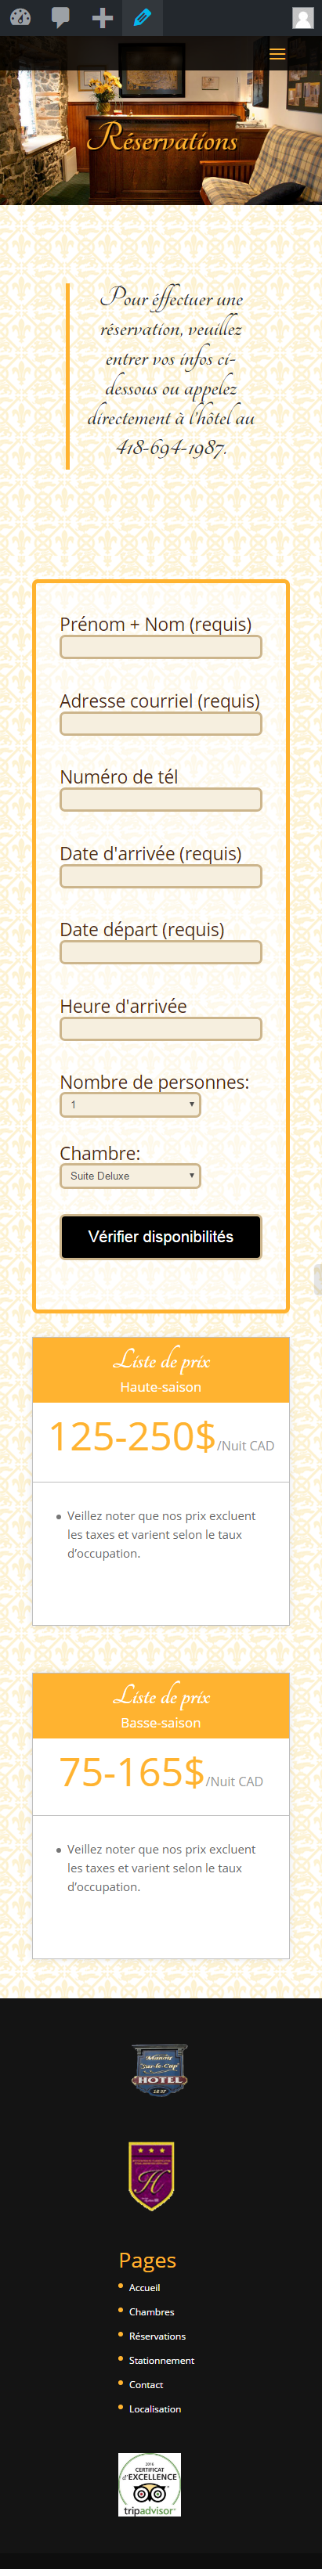 Réservations
Pour éffectuer une
réservation, veuillez
entrer vos infos ci-
dessous ou appelez
directement à l'hôtel au
418-694-1987.
Prénom + Nom (requis)
Adresse courriel (requis)
Numéro de tél
Date d'arrivée (requis)
Date départ (requis)
Heure d'arrivée
Nombre de personnes:
1
Chambre:
Suite Deluxe
Vérifier disponibilités
Liste de prix
Haute-saison
125-250$/Nuit CAD
Veillez noter que nos prix excluent
les taxes et varient selon le taux
d’occupation.
Liste de prix
Basse-saison
75-165$/Nuit CAD
Veillez noter que nos prix excluent
les taxes et varient selon le taux
d’occupation.
Manoir
Sur-le-Cap
HOTEL
H
Pages
Accueil
Chambres
Réservations
Stationnement
Contact
Localisation
CERTIFICAT
d'EXCELLENCE
tripadvisor